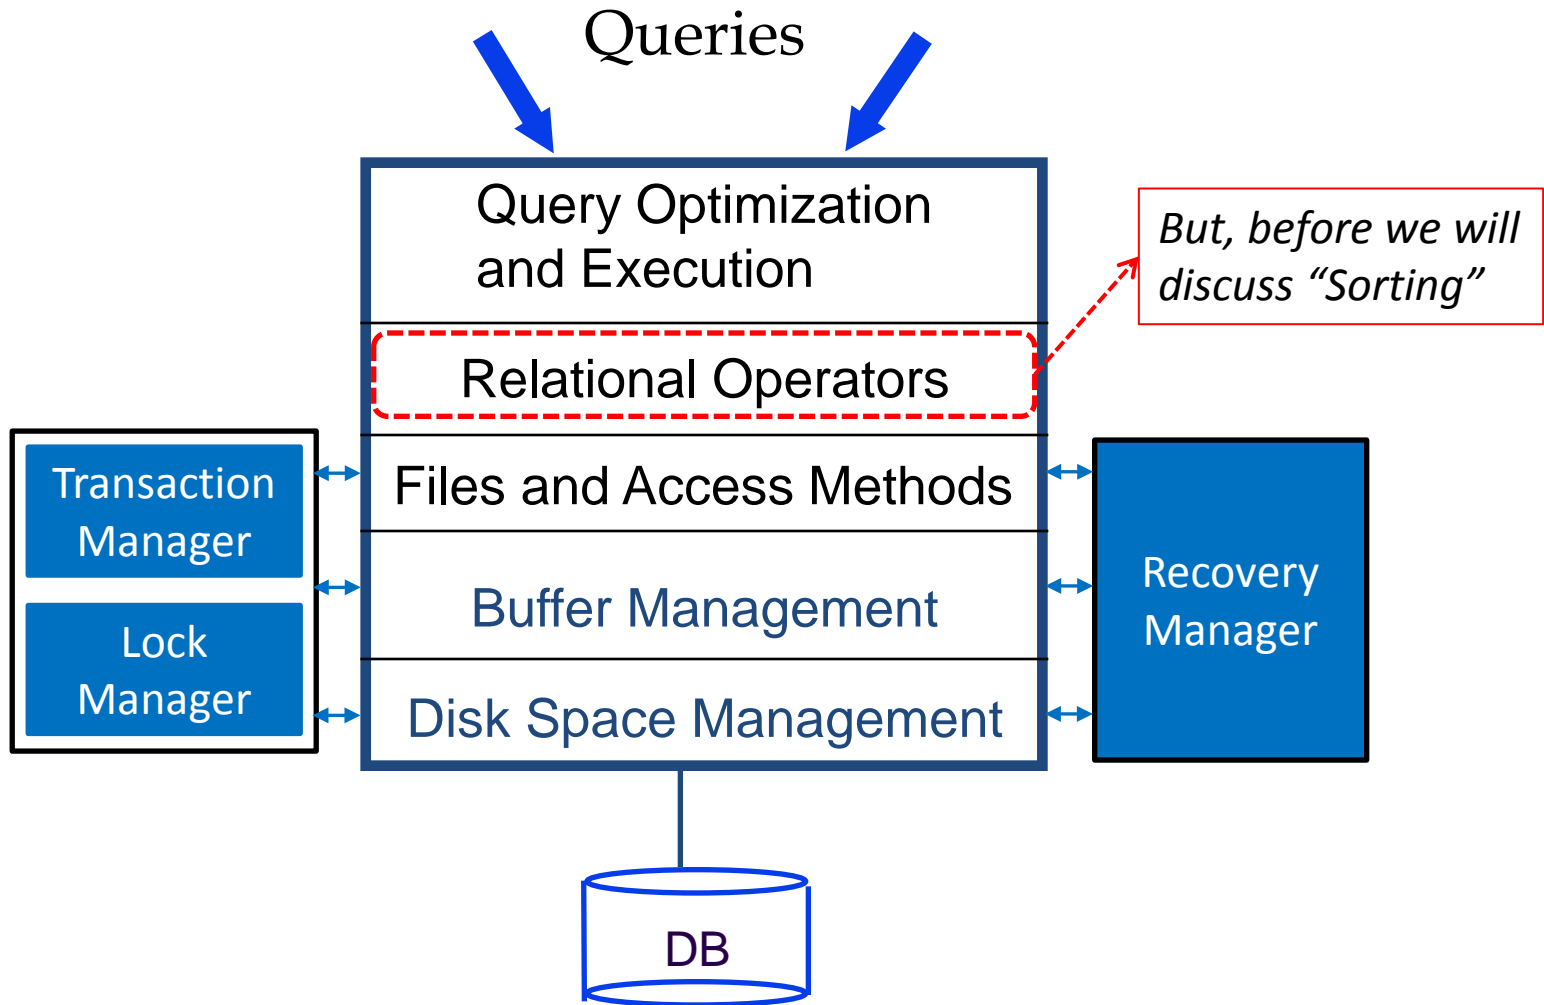 Queries
Query Optimization
and Execution
But, before we will
discuss “Sorting”
Relational Operators
Transaction
Manager
Files and Access Methods
Recovery
Manager
Buffer Management
Lock
Manager
Disk Space Management
DB